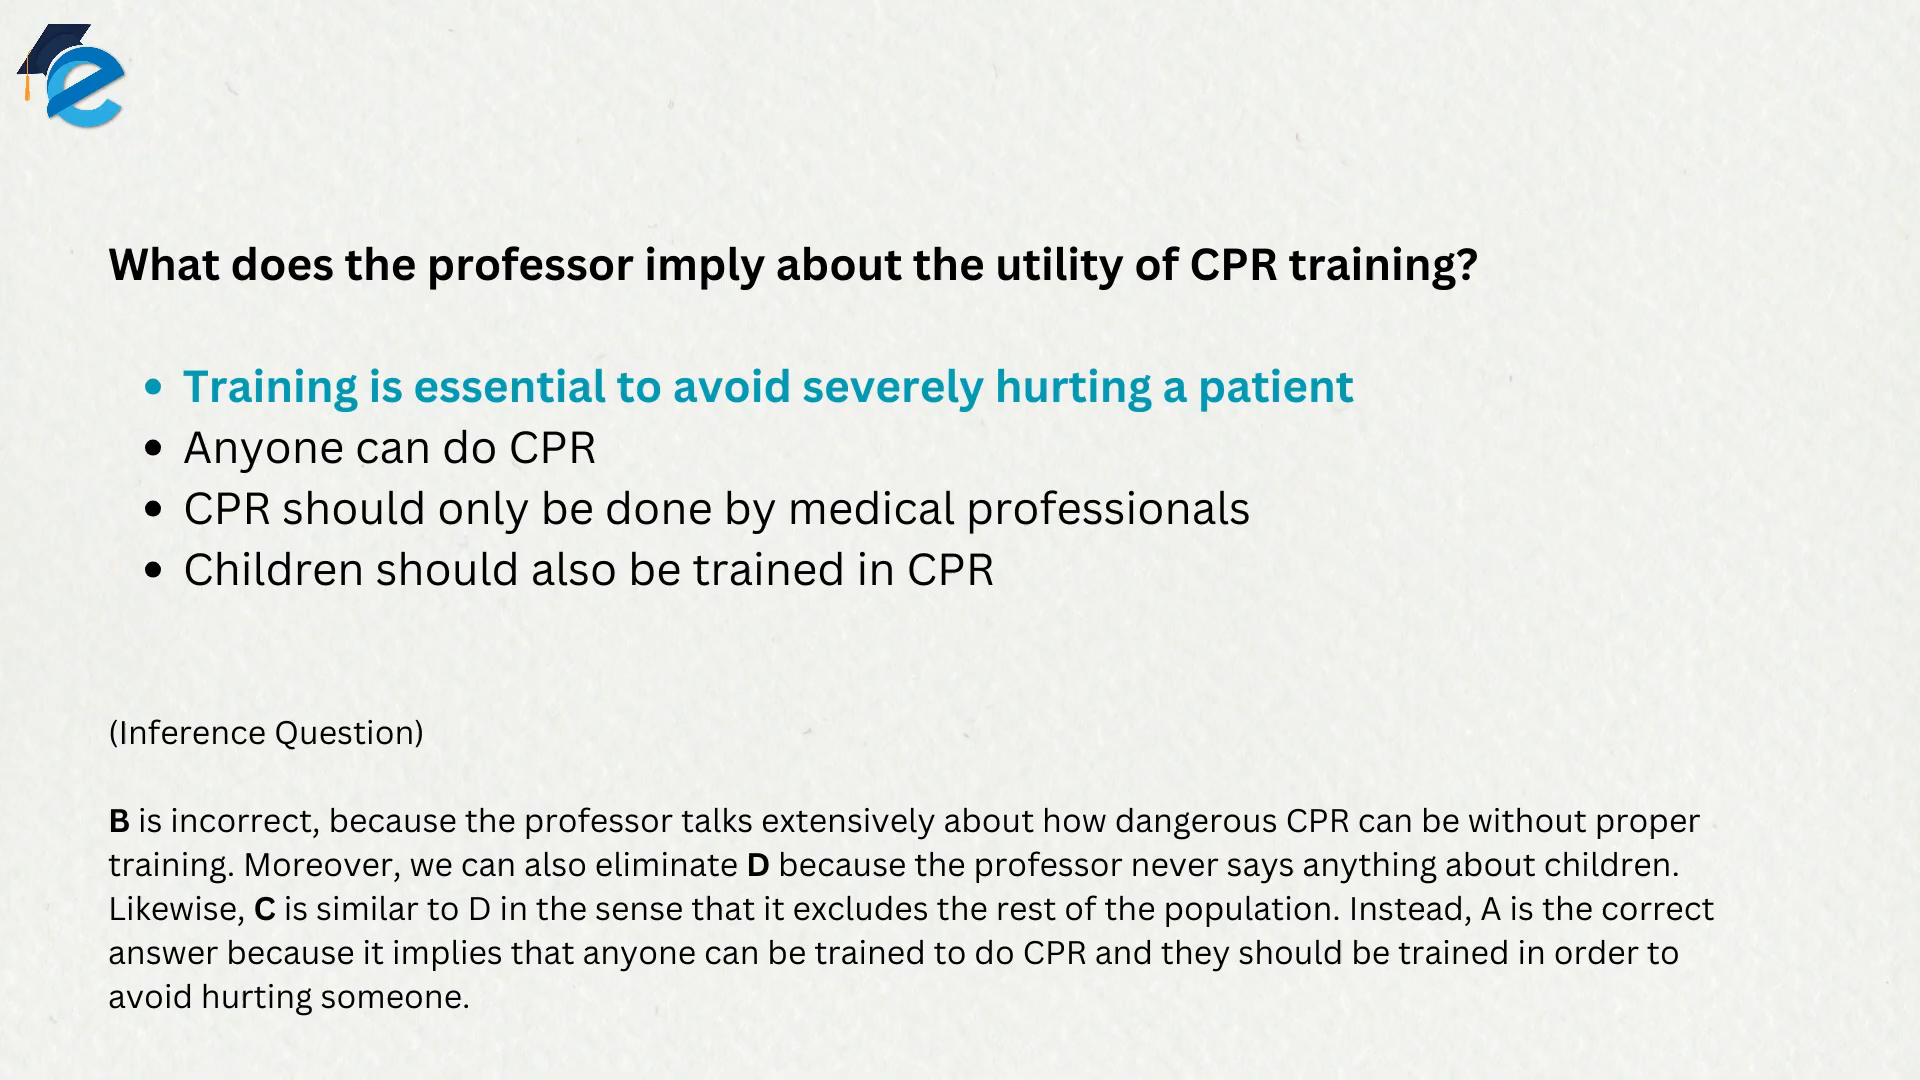 What does the professor imply about the utility of CPR training?
• Training is essential to avoid severely hurting a patient
• Anyone can do CPR
• CPR should only be done by medical professionals
• Children should also be trained in CPR
(Inference Question)
B is incorrect, because the professor talks extensively about how dangerous CPR can be without proper
training. Moreover, we can also eliminate D because the professor never says anything about children.
Likewise, C is similar to D in the sense that it excludes the rest of the population. Instead, A is the correct
answer because it implies that anyone can be trained to do CPR and they should be trained in order to
avoid hurting someone.